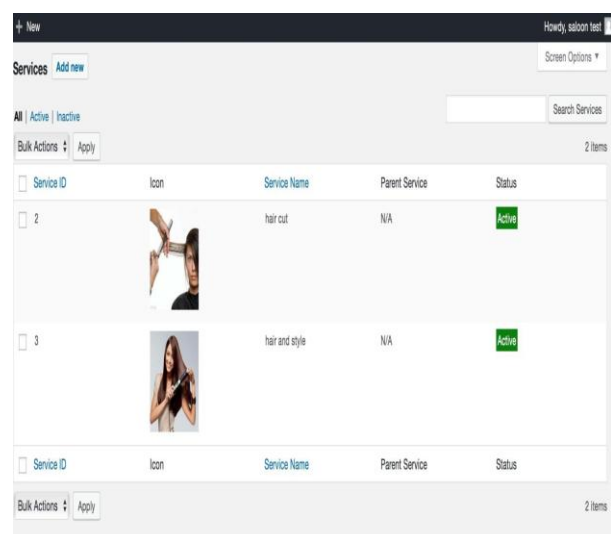 + New Howdy, saloon test
Screen Options ▼
Services Add new
All | Active | Inactive
Search Services
Bulk Actions Apply 2 items
Service ID Icon Service Name Parent Service Status
2 hair cut N/A Active
3 hair and style N/A Active
Service ID Icon Service Name Parent Service Status
Bulk Actions Apply 2 items